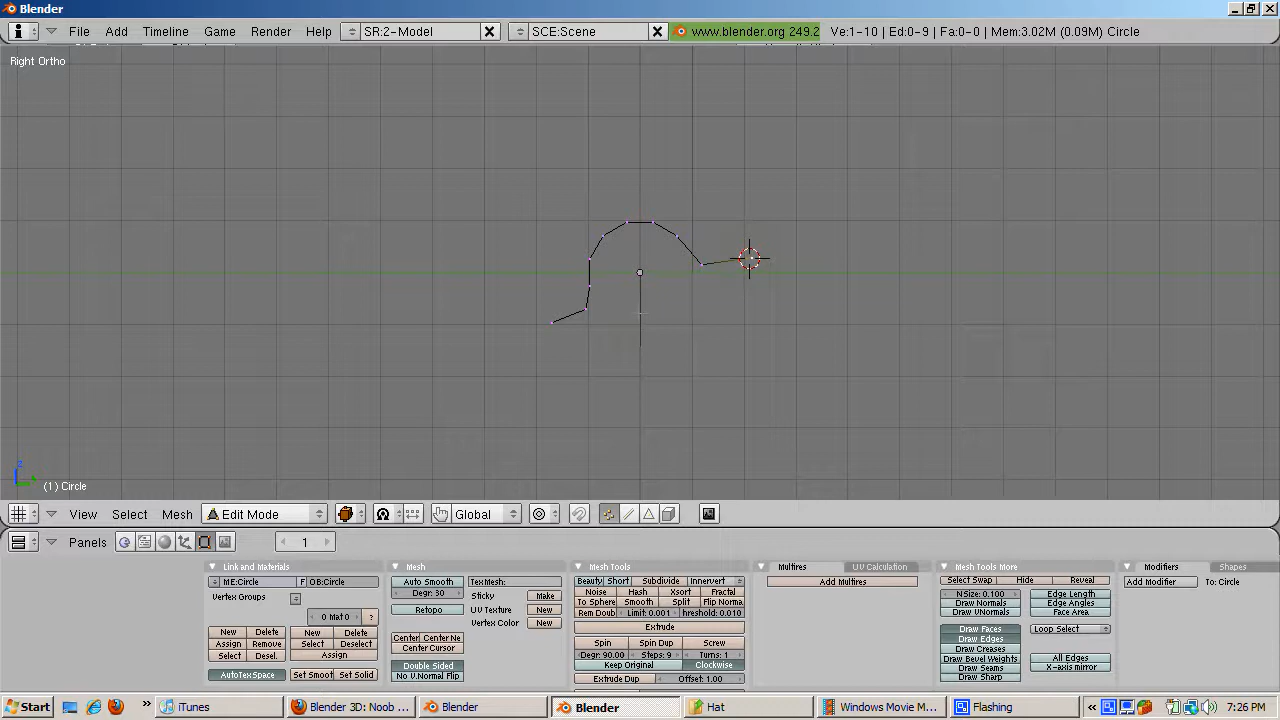 Blender
File Add Timeline Game Render Help SR:2-Model SCE:Scene www.blender.org 249.2 Ve:1-10 | Ed:0-9 | Fa:0-0 | Mem:3.02M (0.09M) Circle
Right Ortho
z
(1) Circle
View Select Mesh Edit Mode Global
Panels 1
Link and Materials Mesh Mesh Tools Multires UV Calculation Mesh Tools More Modifiers Shapes
ME:Circle F OB:Circle Auto Smooth TexMesh: Beauty Short Subdivide Innervert Add Multires Select Swap Hide Reveal Add Modifier To: Circle
Vertex Groups Degr: 30 Sticky Make Noise Hash Xsort Fractal NSize: 0.100 Edge Length
Retopo UV Texture New To Sphere Smooth Split Flip Norma Draw Normals Edge Angles
0 Mat 0 ? Vertex Color New Rem Doub Limit: 0.001 hreshold: 0.010 Draw VNormals Face Area
New Delete New Delete Center Center Ne Extrude Draw Faces Loop Select
Assign Remove Select Deselect Center Cursor Spin Spin Dup Screw Draw Edges
Select Desel. Assign Degr: 90.00 Steps: 9 Turns: 1 Draw Creases All Edges
Double Sided Keep Original Clockwise Draw Bevel Weights X-axis mirror
AutoTexSpace Set Smoot Set Solid No V.Normal Flip Extrude Dup Offset: 1.00 Draw Seams
Draw Sharp
Start » iTunes Blender 3D: Noob ... Blender Blender Hat Windows Movie M... Flashing « 7:26 PM